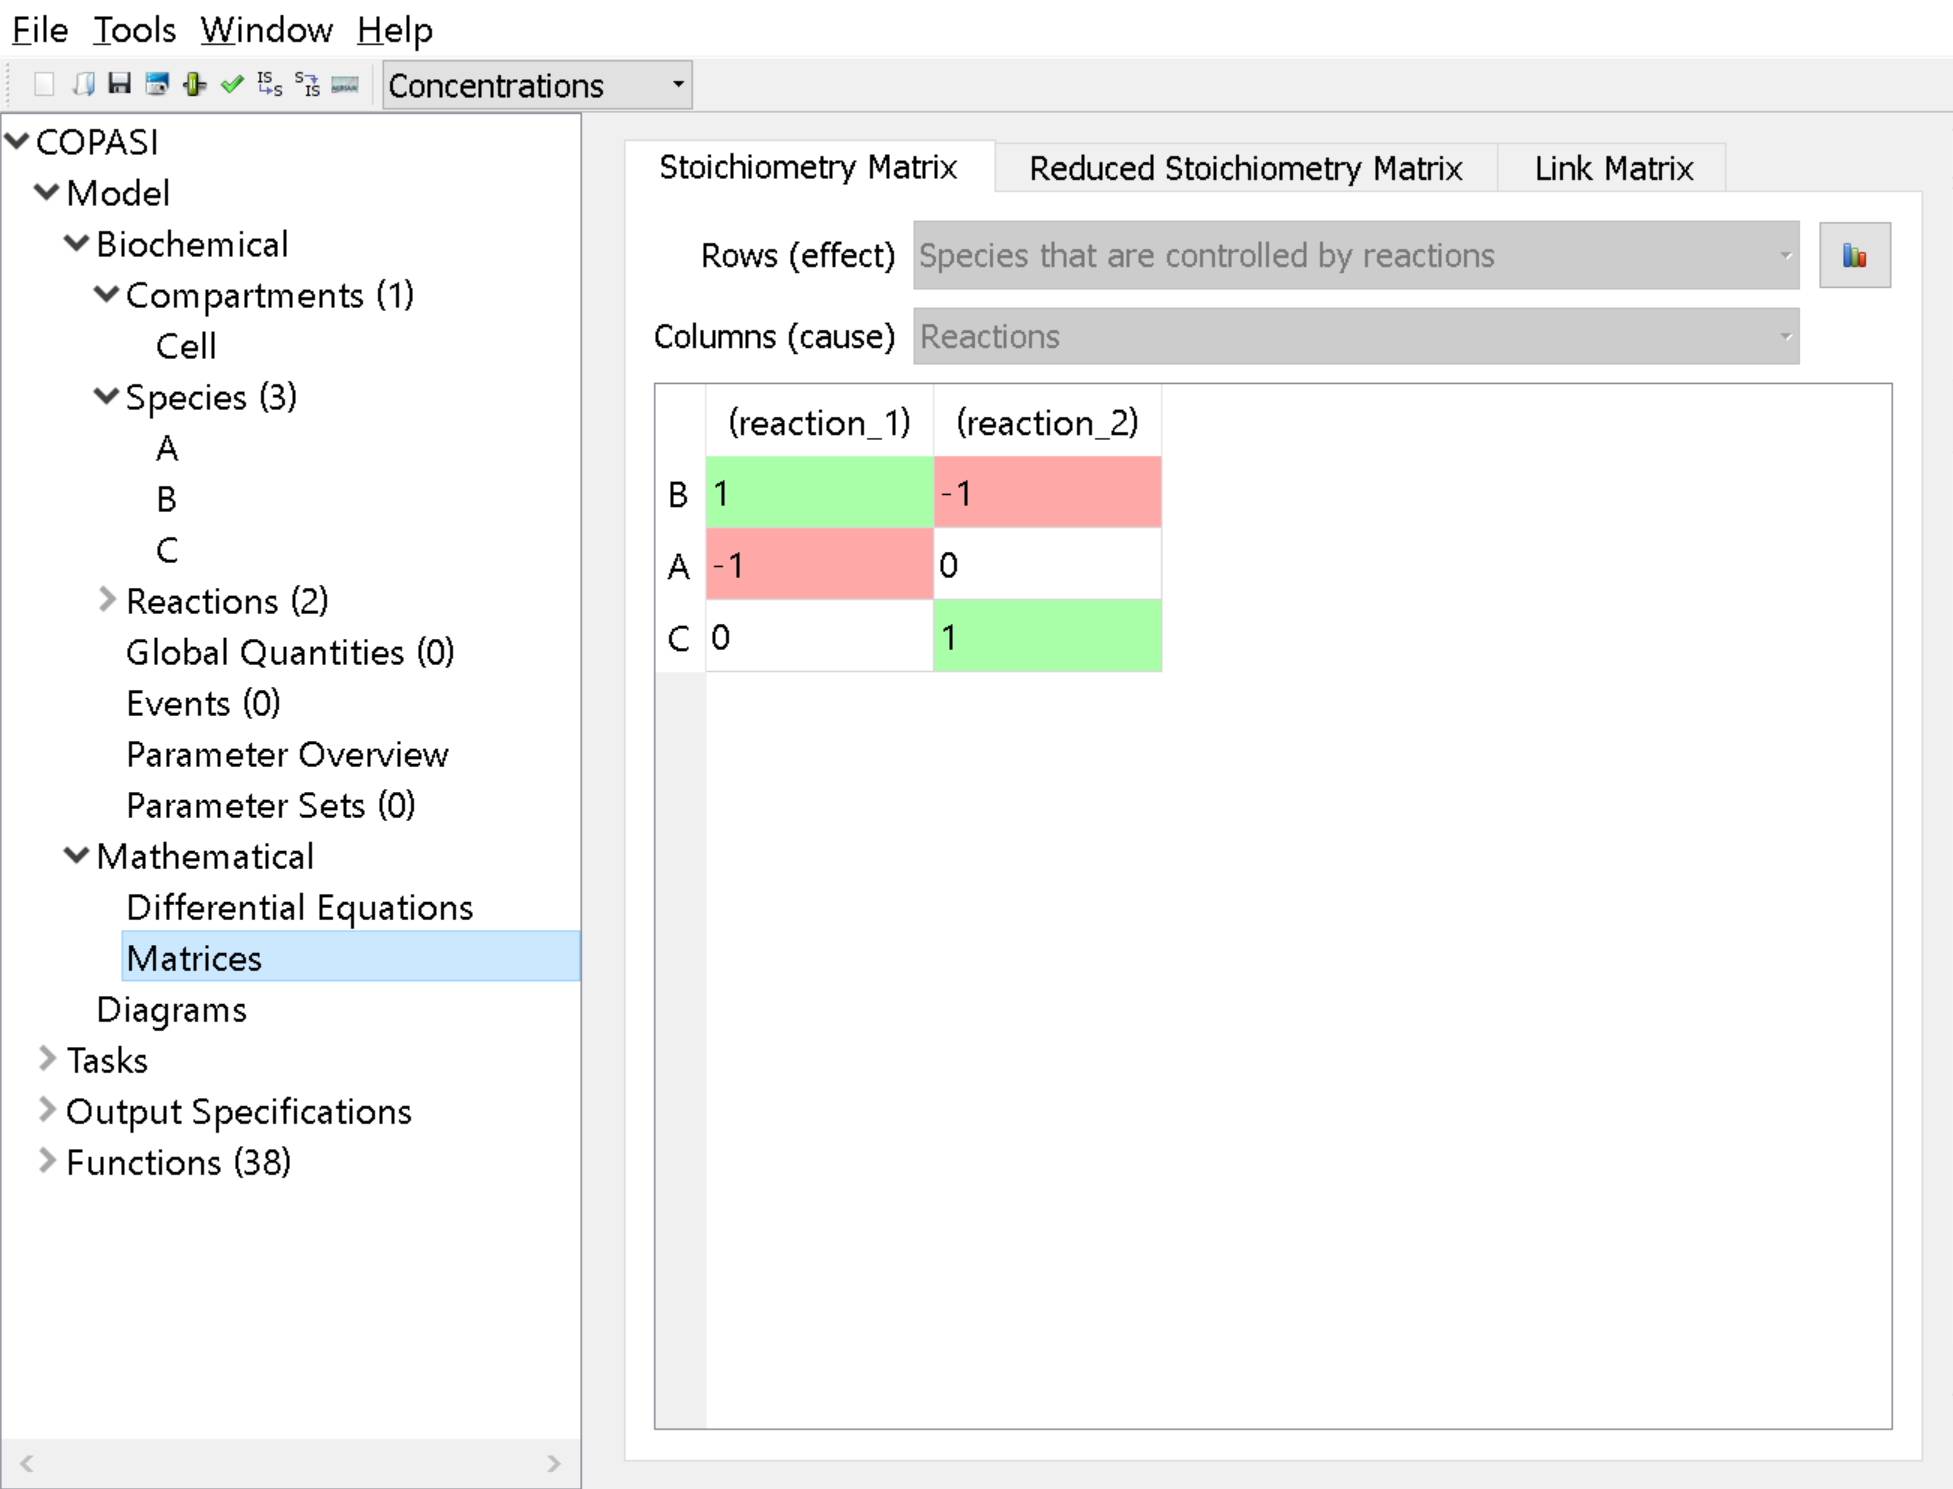 File Tools Window Help
IS S S IS Concentrations
COPASI
Model
Biochemical
Compartments (1)
Cell
Species (3)
A
B
C
Reactions (2)
Global Quantities (0)
Events (0)
Parameter Overview
Parameter Sets (0)
Mathematical
Differential Equations
Matrices
Diagrams
Tasks
Output Specifications
Functions (38)
Stoichiometry Matrix Reduced Stoichiometry Matrix Link Matrix
Rows (effect) Species that are controlled by reactions
Columns (cause) Reactions
(reaction_1) (reaction_2)
B 1 -1
A -1 0
C 0 1